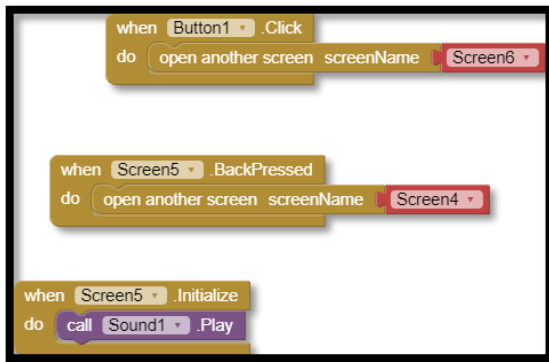 when Button1 .Click
do open another screen screenName Screen6
when Screen5 .BackPressed
do open another screen screenName Screen4
when Screen5 .Initialize
do call Sound1 .Play